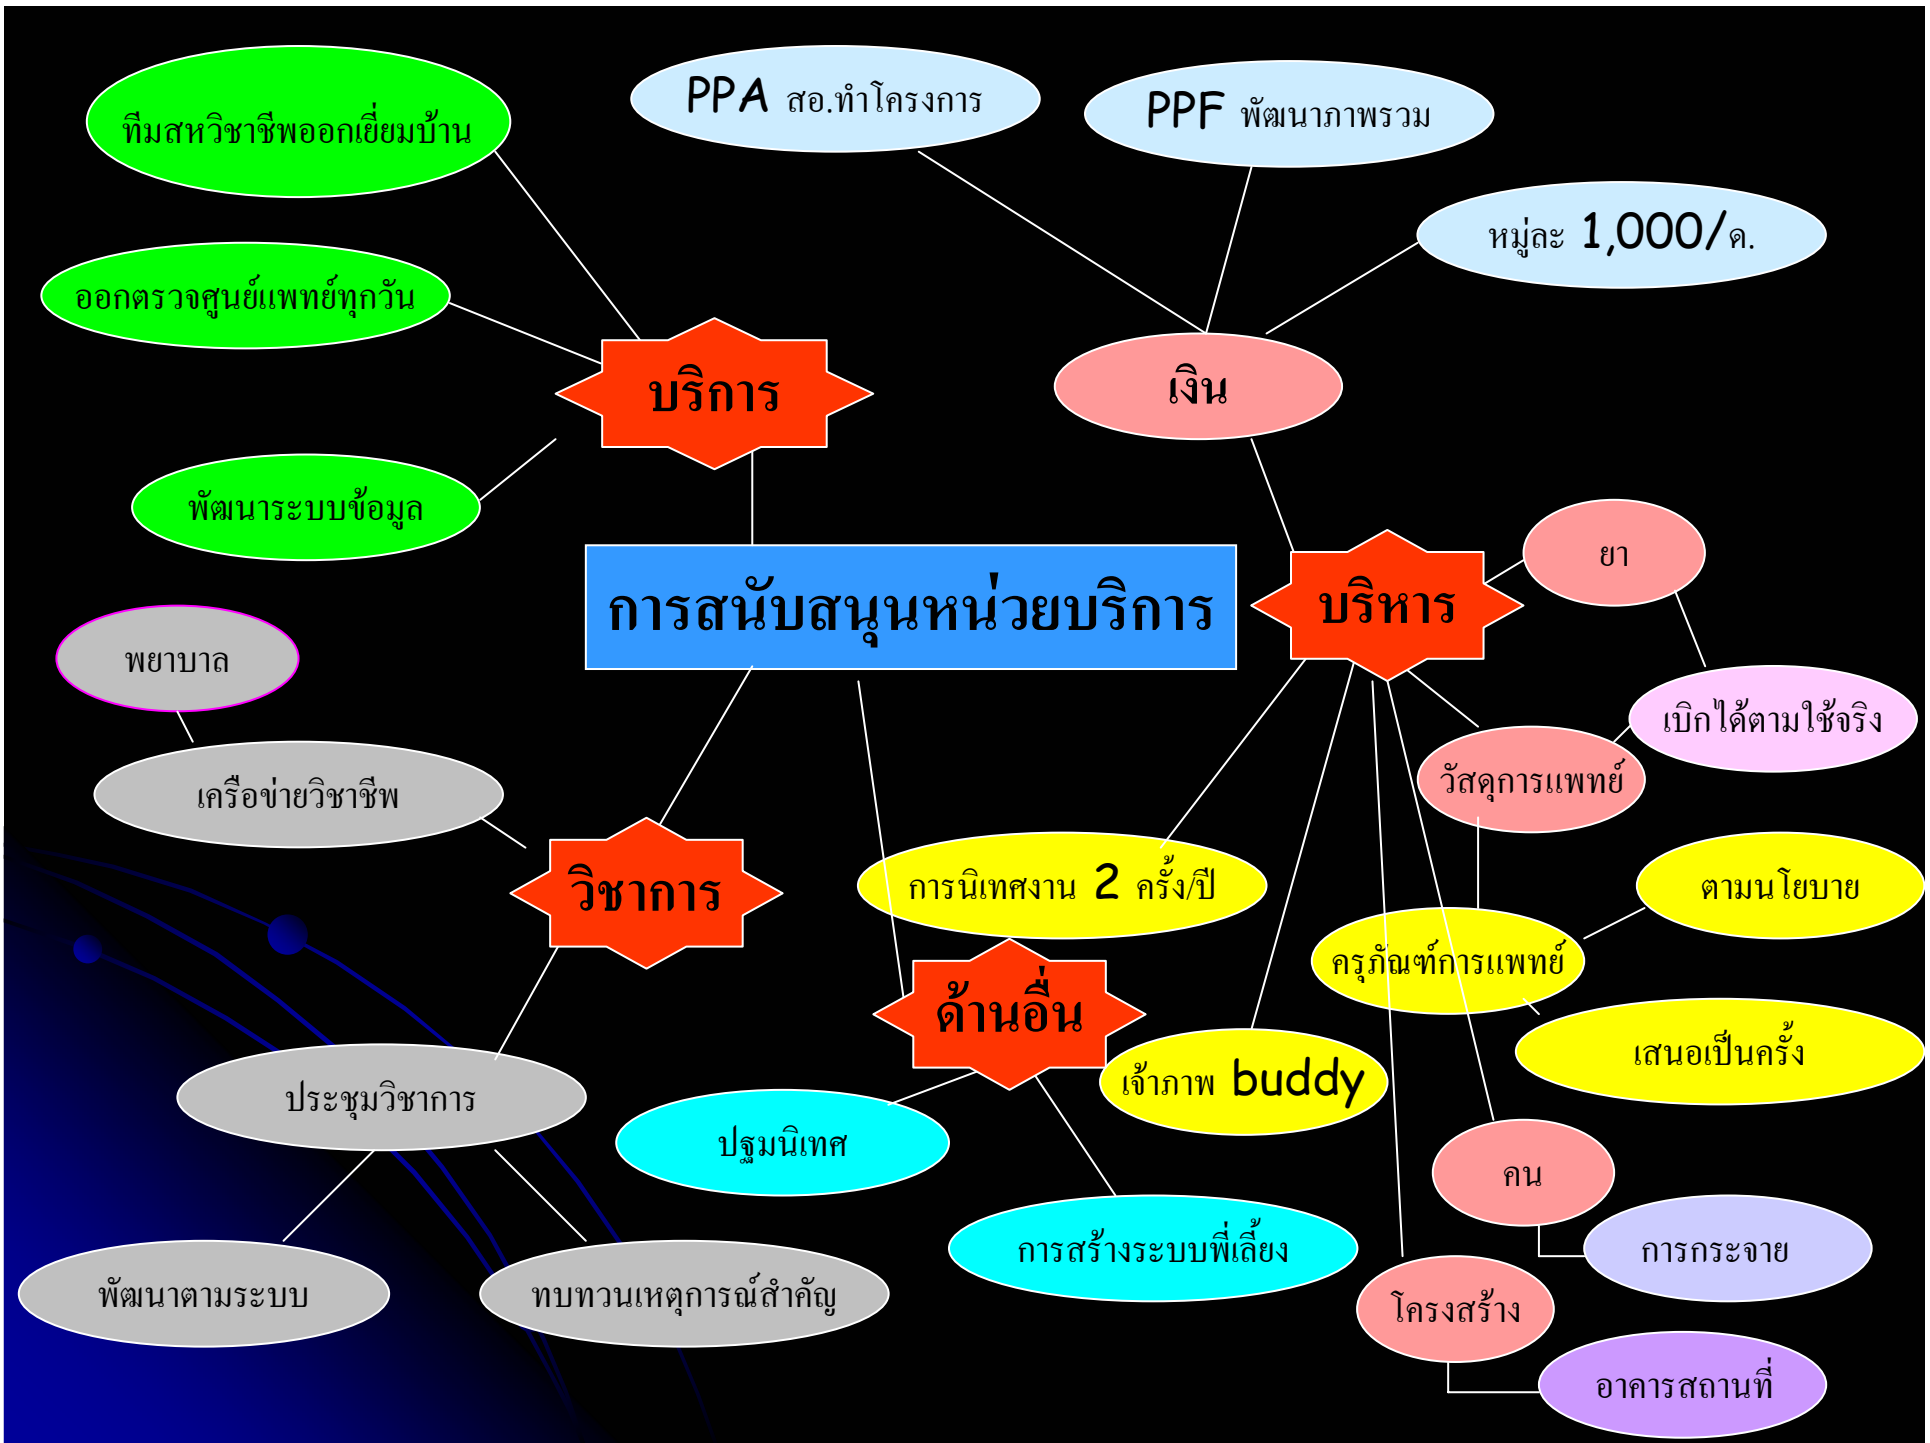 PPA สอ.ทำโครงการ
PPF พัฒนาภาพรวม
ทีมสหวิชาชีพออกเยี่ยมบ้าน
หมู่ละ 1,000/ด.
ออกตรวจศูนย์แพทย์ทุกวัน
บริการ
เงิน
พัฒนาระบบข้อมูล
ยา
การสนับสนุนหน่วยบริการ
บริหาร
พยาบาล
เบิกได้ตามใช้จริง
เครือข่ายวิชาชีพ
วัสดุการแพทย์
วิชาการ
การนิเทศงาน 2 ครั้ง/ปี
ตามนโยบาย
ครุภัณฑ์การแพทย์
ด้านอื่น
เสนอเป็นครั้ง
ประชุมวิชาการ
เจ้าภาพ buddy
ปฐมนิเทศ
คน
การสร้างระบบพี่เลี้ยง
การกระจาย
พัฒนาตามระบบ
ทบทวนเหตุการณ์สำคัญ
โครงสร้าง
อาคารสถานที่